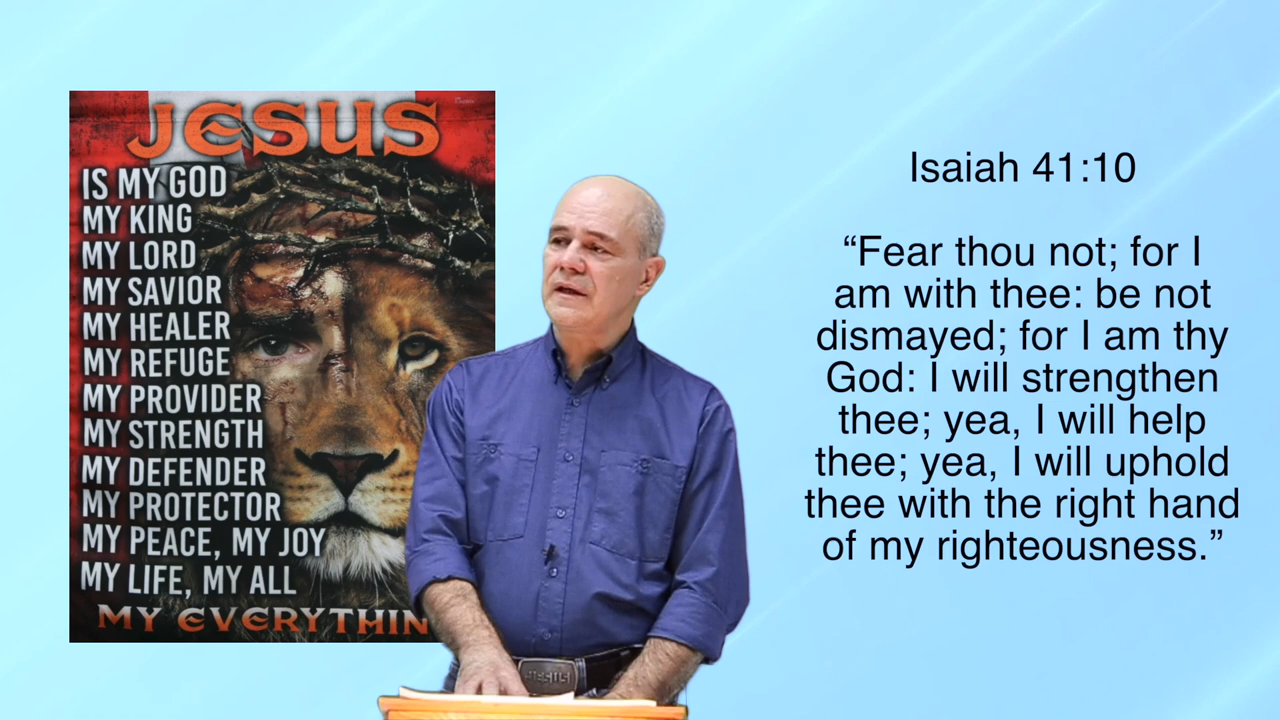 JESUS
IS MY GOD
MY KING
MY LORD
MY SAVIOR
MY HEALER
MY REFUGE
MY PROVIDER
MY STRENGTH
MY DEFENDER
MY PROTECTOR
MY PEACE, MY JOY
MY LIFE, MY ALL
MY EVERYTHIN
JESUS
Isaiah 41:10
“Fear thou not; for I
am with thee: be not
dismayed; for I am thy
God: I will strengthen
thee; yea, I will help
thee; yea, I will uphold
thee with the right hand
of my righteousness.”